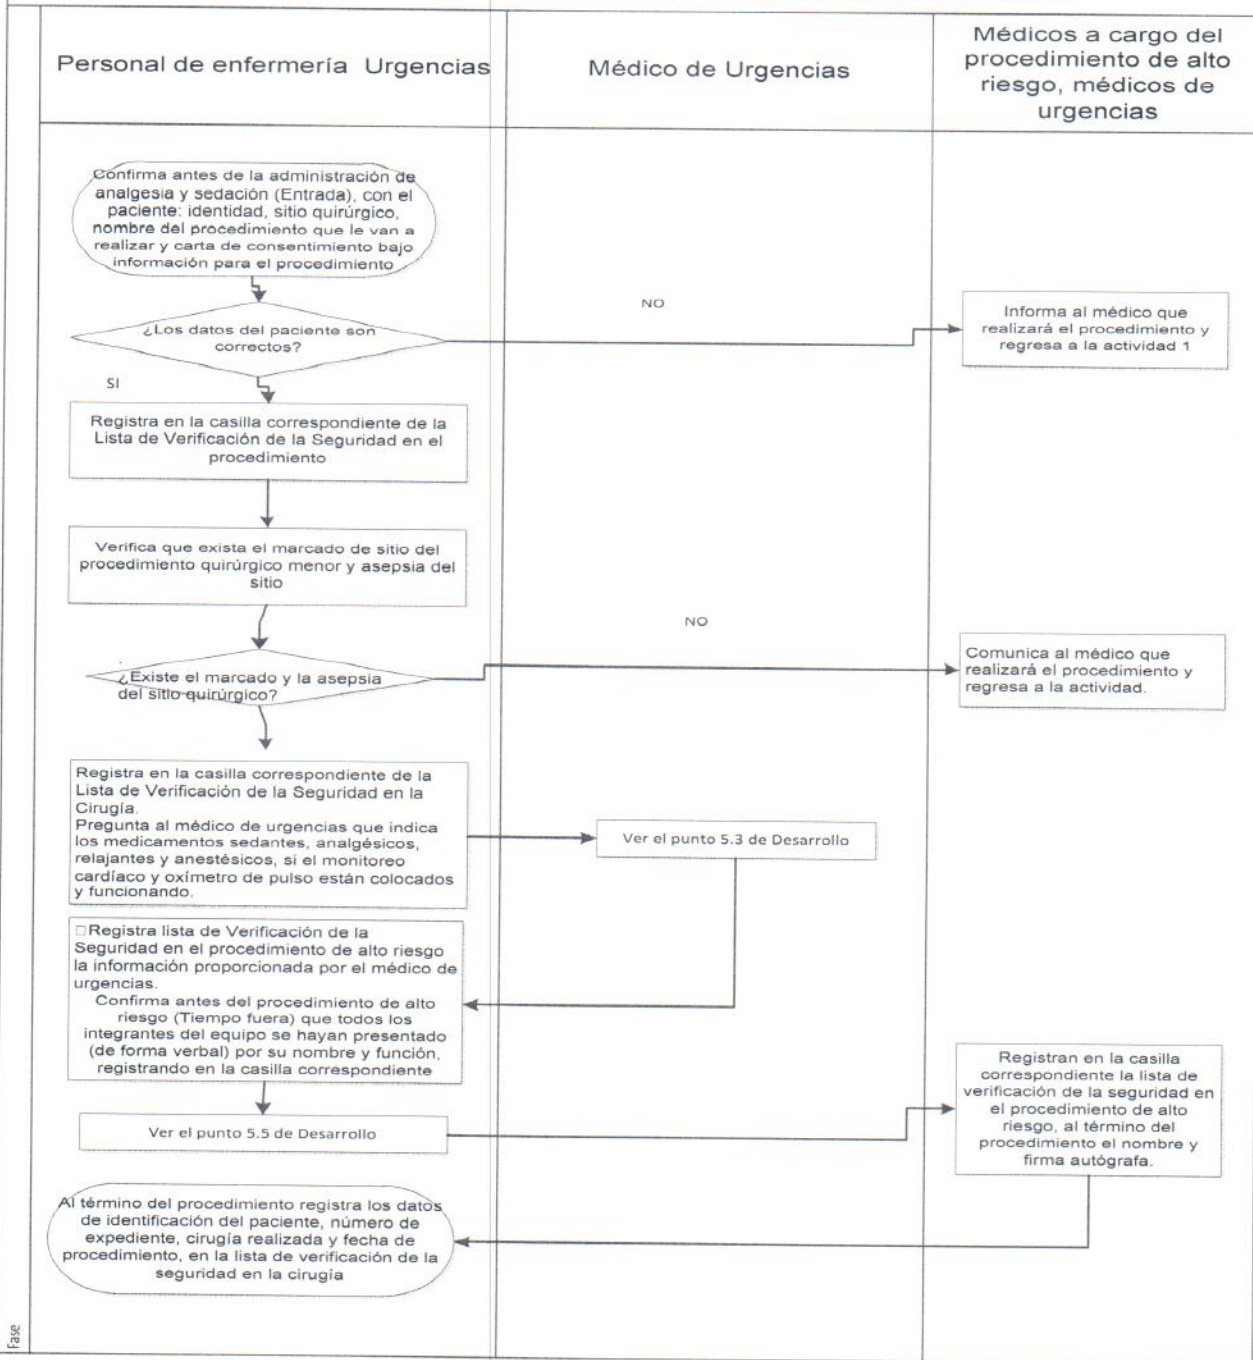 Personal de enfermería Urgencias
Médico de Urgencias
Médicos a cargo del
procedimiento de alto
riesgo, médicos de
urgencias
Confirma antes de la administración de
analgesia y sedación (Entrada), con el
paciente: identidad, sitio quirúrgico,
nombre del procedimiento que le van a
realizar y carta de consentimiento bajo
información para el procedimiento
¿Los datos del paciente son
correctos?
NO
Informa al médico que
realizará el procedimiento y
regresa a la actividad 1
SI
Registra en la casilla correspondiente de la
Lista de Verificación de la Seguridad en el
procedimiento
Verifica que exista el marcado de sitio del
procedimiento quirúrgico menor y asepsia del
sitio
NO
¿Existe el marcado y la asepsia
del sitio quirúrgico?
Comunica al médico que
realizará el procedimiento y
regresa a la actividad.
Registra en la casilla correspondiente de la
Lista de Verificación de la Seguridad en la
Cirugía.
Pregunta al médico de urgencias que indica
los medicamentos sedantes, analgésicos,
relajantes y anestésicos, si el monitoreo
cardíaco y oxímetro de pulso están colocados
y funcionando.
Ver el punto 5.3 de Desarrollo
□Registra lista de Verificación de la
Seguridad en el procedimiento de alto riesgo
la información proporcionada por el médico de
urgencias.
Confirma antes del procedimiento de alto
riesgo (Tiempo fuera) que todos los
integrantes del equipo se hayan presentado
(de forma verbal) por su nombre y función,
registrando en la casilla correspondiente
Ver el punto 5.5 de Desarrollo
Registran en la casilla
correspondiente la lista de
verificación de la seguridad en
el procedimiento de alto
riesgo, al término del
procedimiento el nombre y
firma autógrafa.
Al término del procedimiento registra los datos
de identificación del paciente, número de
expediente, cirugía realizada y fecha de
procedimiento, en la lista de verificación de la
seguridad en la cirugía
Fase